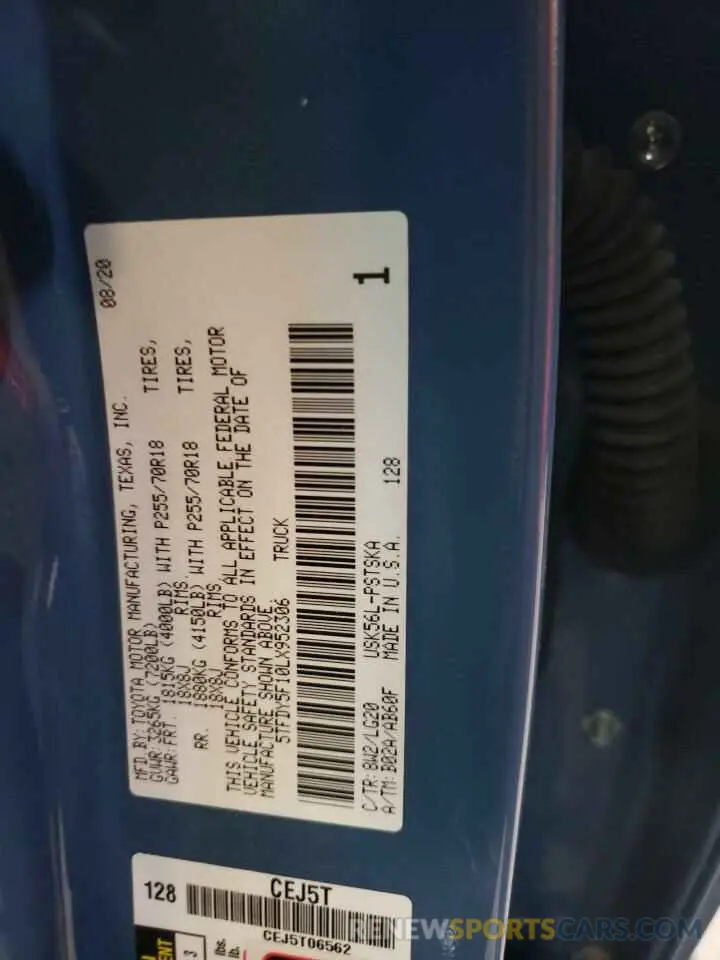 08/20
MFD BY: TOYOTA MOTOR MANUFACTURING, TEXAS, INC.
GVWR: 3265KG (7200LB)
GAWR: FRT. 1815KG (4000LB) WITH P255/70R18 TIRES,
18X8J RIMS.
RR. 1880KG (4150LB) WITH P255/70R18 TIRES,
18X8J RIMS.
THIS VEHICLE CONFORMS TO ALL APPLICABLE FEDERAL MOTOR
VEHICLE SAFETY STANDARDS IN EFFECT ON THE DATE OF
MANUFACTURE SHOWN ABOVE.
5TFDY5F10LX952306 TRUCK
1
C/TR: 8W2/LG20 USK56L-PSTSKA
A/TM: B02A/AB60F MADE IN U.S.A. 128
CEJ5T
128
CEJ5T06562
3
lbs.
lb.
RENEWSPORTSCARS.COM